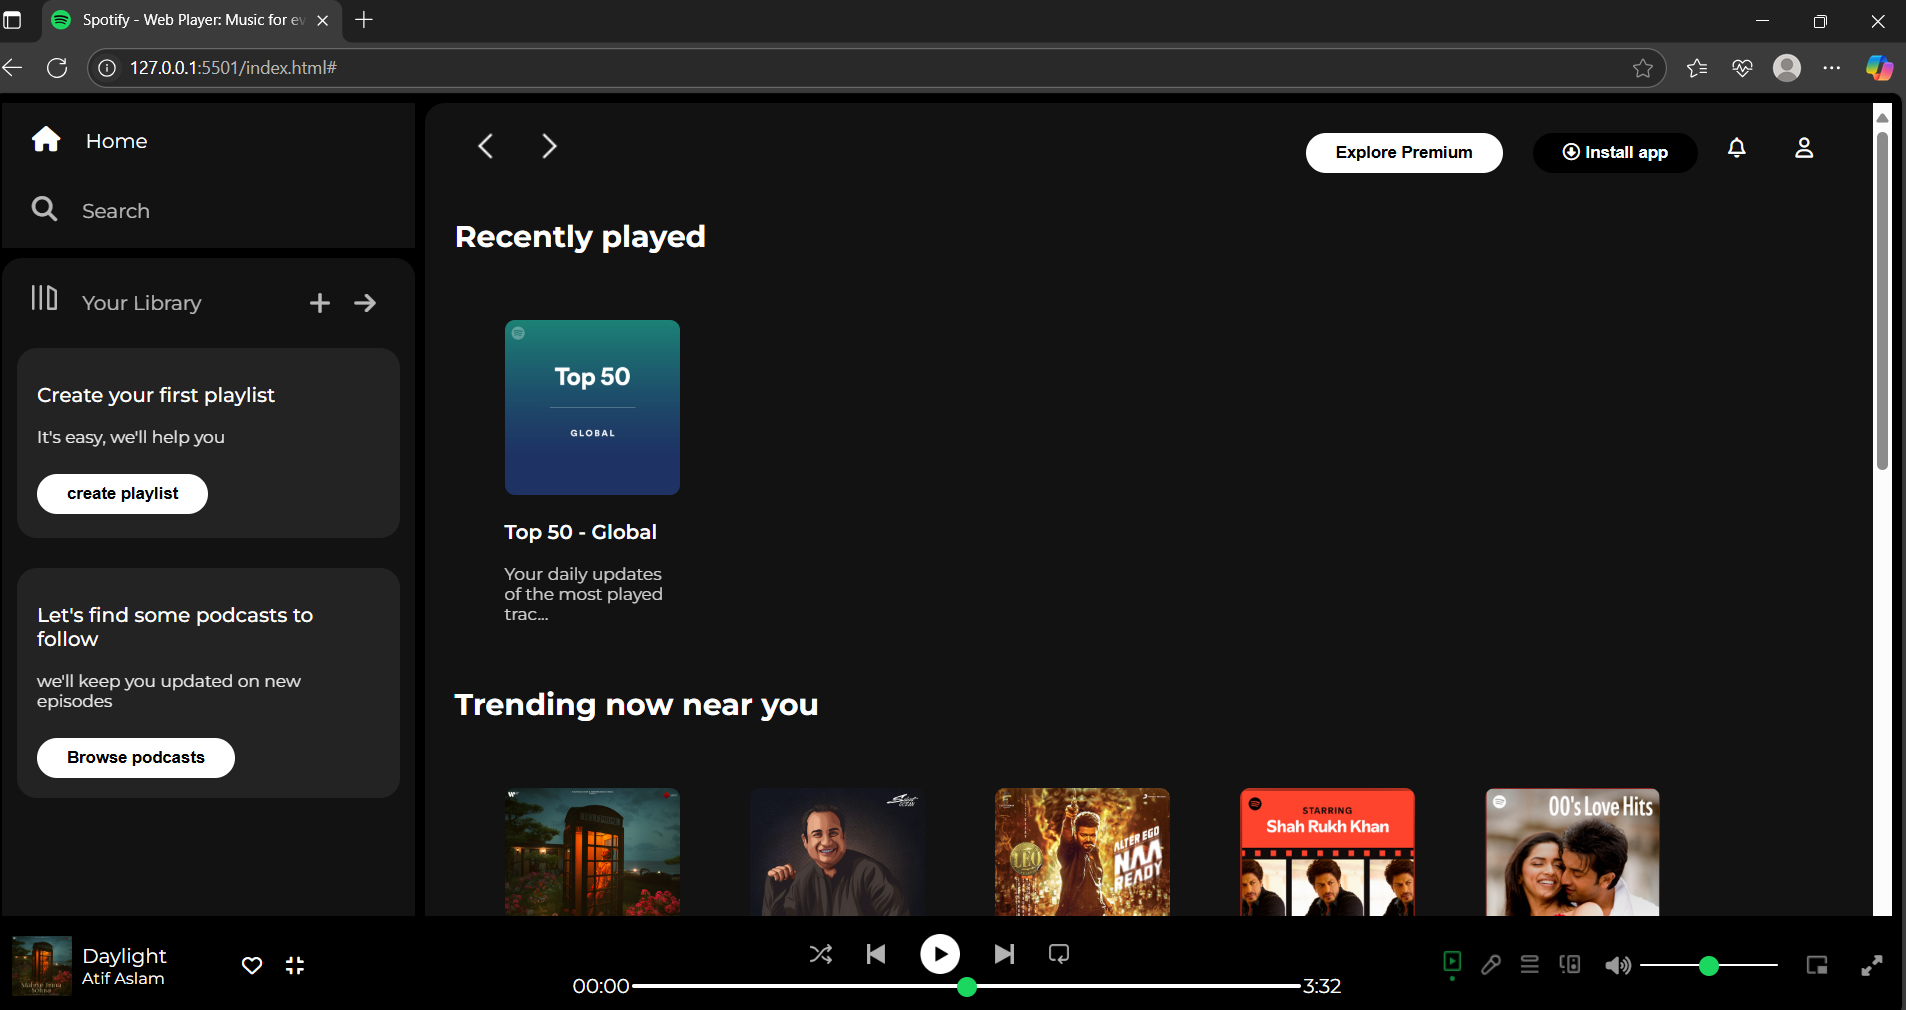 Spotify - Web Player: Music for ev
127.0.0.1:5501/index.html#
Home
Search
Your Library
Create your first playlist
It's easy, we'll help you
create playlist
Let's find some podcasts to
follow
we'll keep you updated on new
episodes
Browse podcasts
Explore Premium
Install app
Recently played
Top 50
GLOBAL
Top 50 - Global
Your daily updates
of the most played
trac...
Trending now near you
LEO
ALTER EGO
NAA
READY
STARRING
Shah Rukh Khan
00's Love Hits
Daylight
Atif Aslam
00:00
3:32